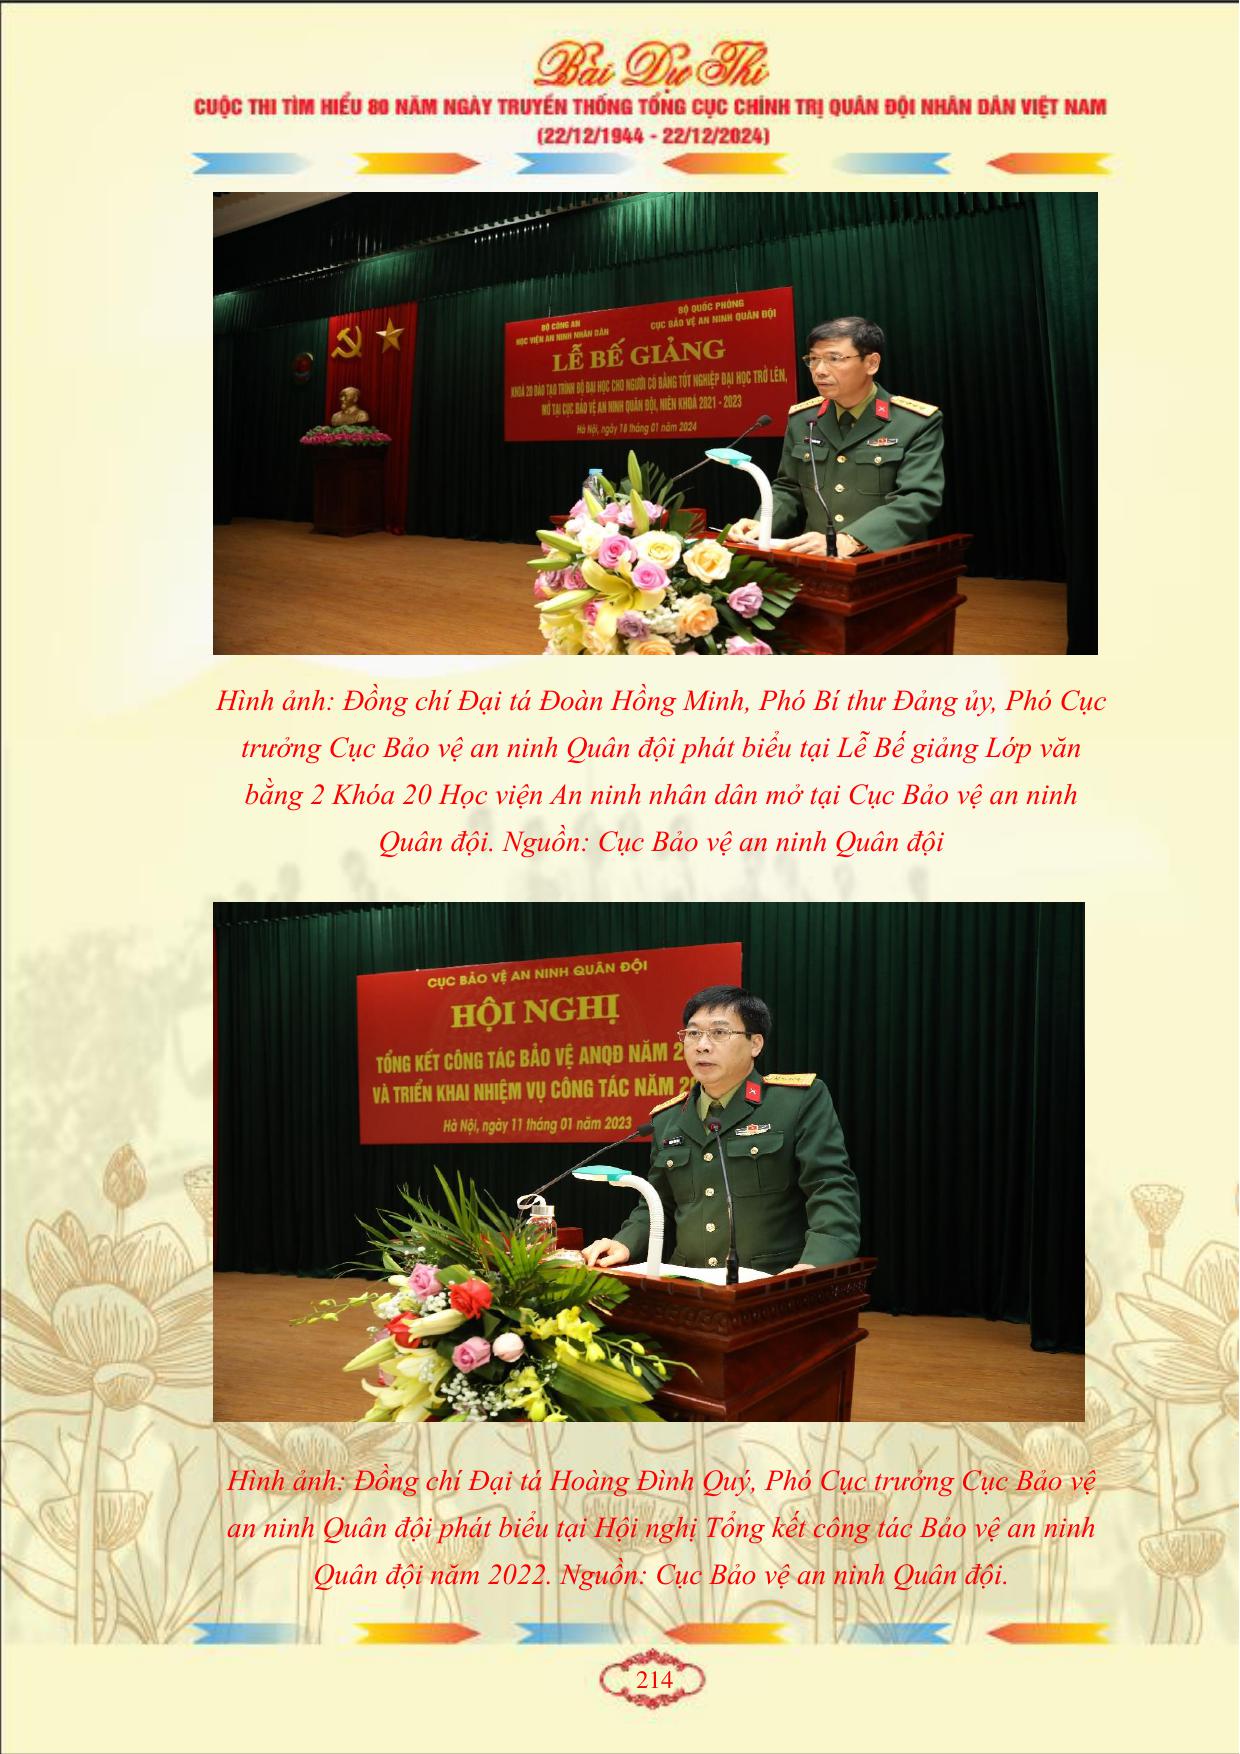 Bài Dự Thi
CUỘC THI TÌM HIỂU 80 NĂM NGÀY TRUYỀN THỐNG TỔNG CỤC CHÍNH TRỊ QUÂN ĐỘI NHÂN DÂN VIỆT NAM
(22/12/1944 - 22/12/2024)
BỘ CÔNG AN
HỌC VIỆN AN NINH NHÂN DÂN
BỘ QUỐC PHÒNG
CỤC BẢO VỆ AN NINH QUÂN ĐỘI
LỄ BẾ GIẢNG
KHOÁ 20 ĐÀO TẠO TRÌNH ĐỘ ĐẠI HỌC CHO NGƯỜI CÓ BẰNG TỐT NGHIỆP ĐẠI HỌC TRỞ LÊN,
MỞ TẠI CỤC BẢO VỆ AN NINH QUÂN ĐỘI, NIÊN KHOÁ 2021 - 2023
Hà Nội, ngày 18 tháng 01 năm 2024
Hình ảnh: Đồng chí Đại tá Đoàn Hồng Minh, Phó Bí thư Đảng ủy, Phó Cục
trưởng Cục Bảo vệ an ninh Quân đội phát biểu tại Lễ Bế giảng Lớp văn
bằng 2 Khóa 20 Học viện An ninh nhân dân mở tại Cục Bảo vệ an ninh
Quân đội. Nguồn: Cục Bảo vệ an ninh Quân đội
CỤC BẢO VỆ AN NINH QUÂN ĐỘI
HỘI NGHỊ
TỔNG KẾT CÔNG TÁC BẢO VỆ ANQĐ NĂM 2
VÀ TRIỂN KHAI NHIỆM VỤ CÔNG TÁC NĂM 20
Hà Nội, ngày 11 tháng 01 năm 2023
Hình ảnh: Đồng chí Đại tá Hoàng Đình Quý, Phó Cục trưởng Cục Bảo vệ
an ninh Quân đội phát biểu tại Hội nghị Tổng kết công tác Bảo vệ an ninh
Quân đội năm 2022. Nguồn: Cục Bảo vệ an ninh Quân đội.
214